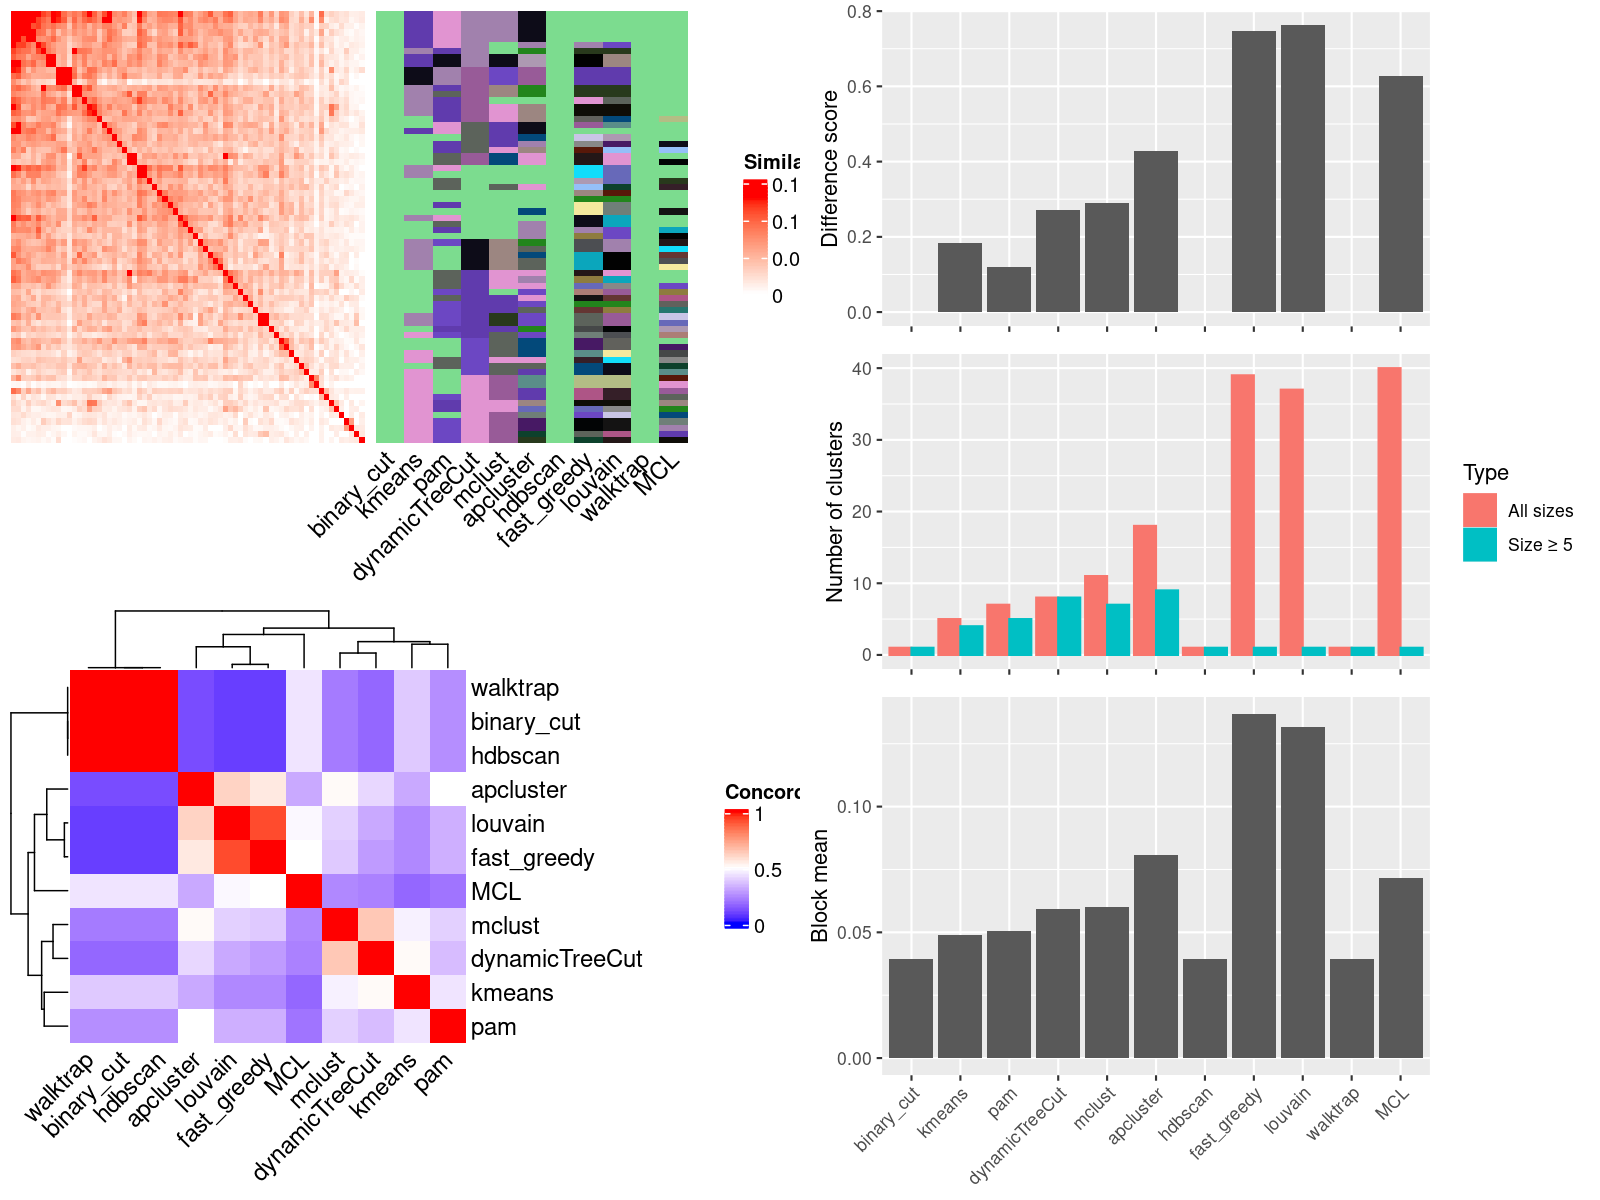 Simila
0.1
0.1
0.0
0
binary_cut
kmeans
pam
dynamicTreeCut
mclust
apcluster
hdbscan
fast_greedy
louvain
walktrap
MCL
walktrap
binary_cut
hdbscan
apcluster
louvain
fast_greedy
MCL
mclust
dynamicTreeCut
kmeans
pam
walktrap
binary_cut
hdbscan
apcluster
louvain
fast_greedy
MCL
mclust
dynamicTreeCut
kmeans
pam
Concord
1
0.5
0
Difference score
0.8
0.6
0.4
0.2
0.0
Number of clusters
40
30
20
10
0
Type
All sizes
Size ≥ 5
Block mean
0.10
0.05
0.00
binary_cut
kmeans
pam
dynamicTreeCut
mclust
apcluster
hdbscan
fast_greedy
louvain
walktrap
MCL